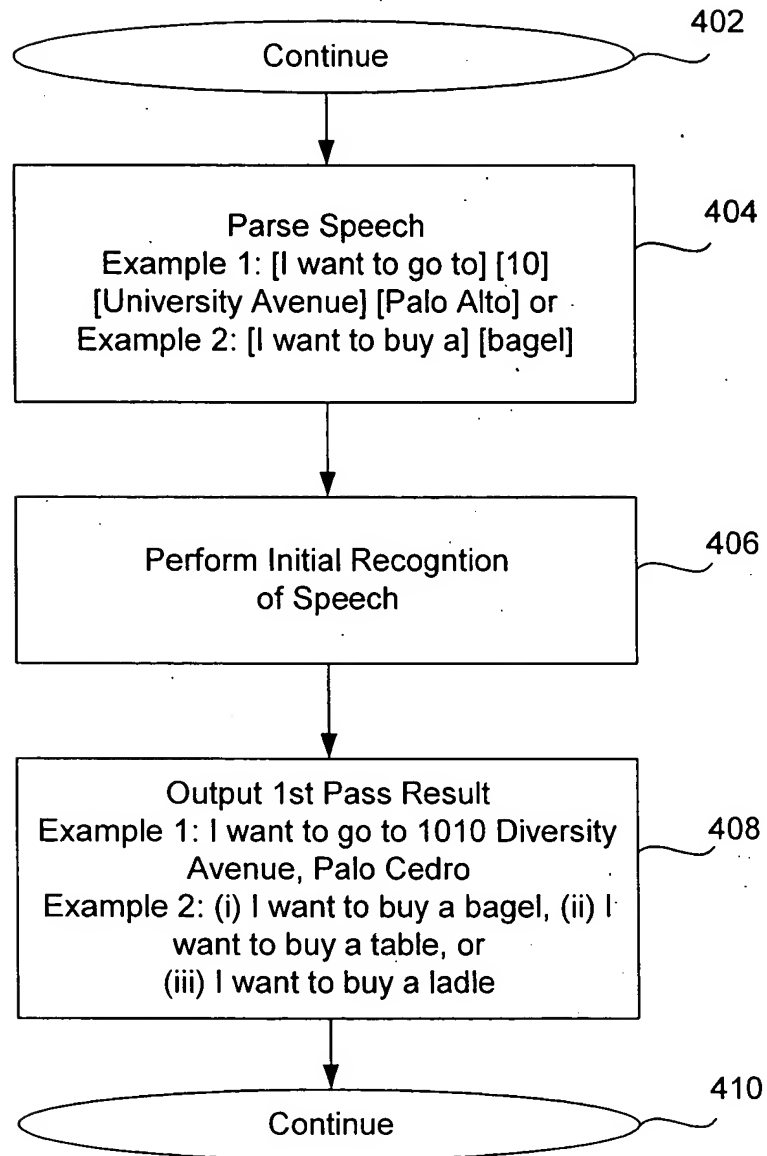 402
Continue
404
Parse Speech
Example 1: [I want to go to] [10]
[University Avenue] [Palo Alto] or
Example 2: [I want to buy a] [bagel]
406
Perform Initial Recogntion
of Speech
Output 1st Pass Result
Example 1: I want to go to 1010 Diversity
Avenue, Palo Cedro
408
Example 2: (i) I want to buy a bagel, (ii) I
want to buy a table, or
(iii) I want to buy a ladle
410
Continue